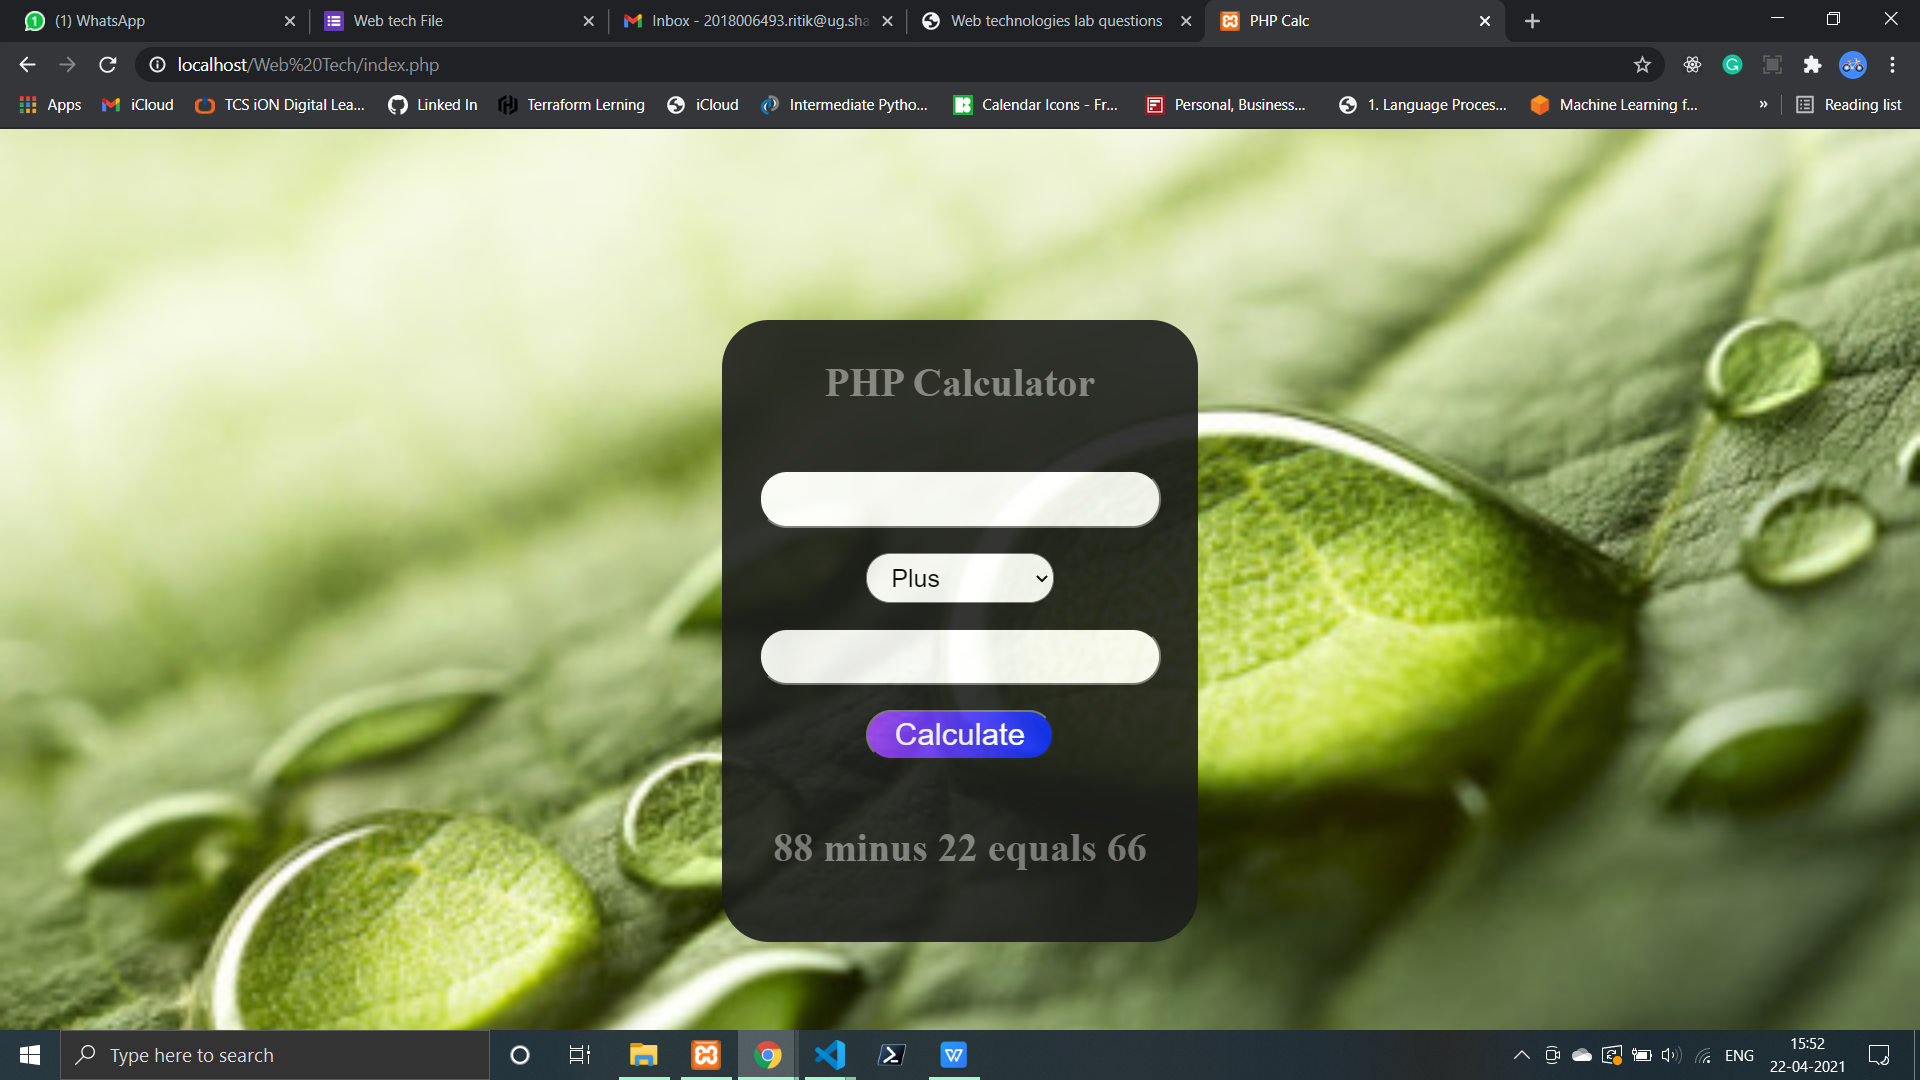 (1) WhatsApp
Web tech File
Inbox - 2018006493.ritik@ug.sha
Web technologies lab questions
PHP Calc
localhost/Web%20Tech/index.php
Apps
iCloud
TCS iON Digital Lea...
Linked In
Terraform Lerning
iCloud
Intermediate Pytho...
Calendar Icons - Fr...
Personal, Business...
1. Language Proces...
Machine Learning f...
»
Reading list
PHP Calculator
Plus
Calculate
88 minus 22 equals 66
Type here to search
ENG
15:52
22-04-2021